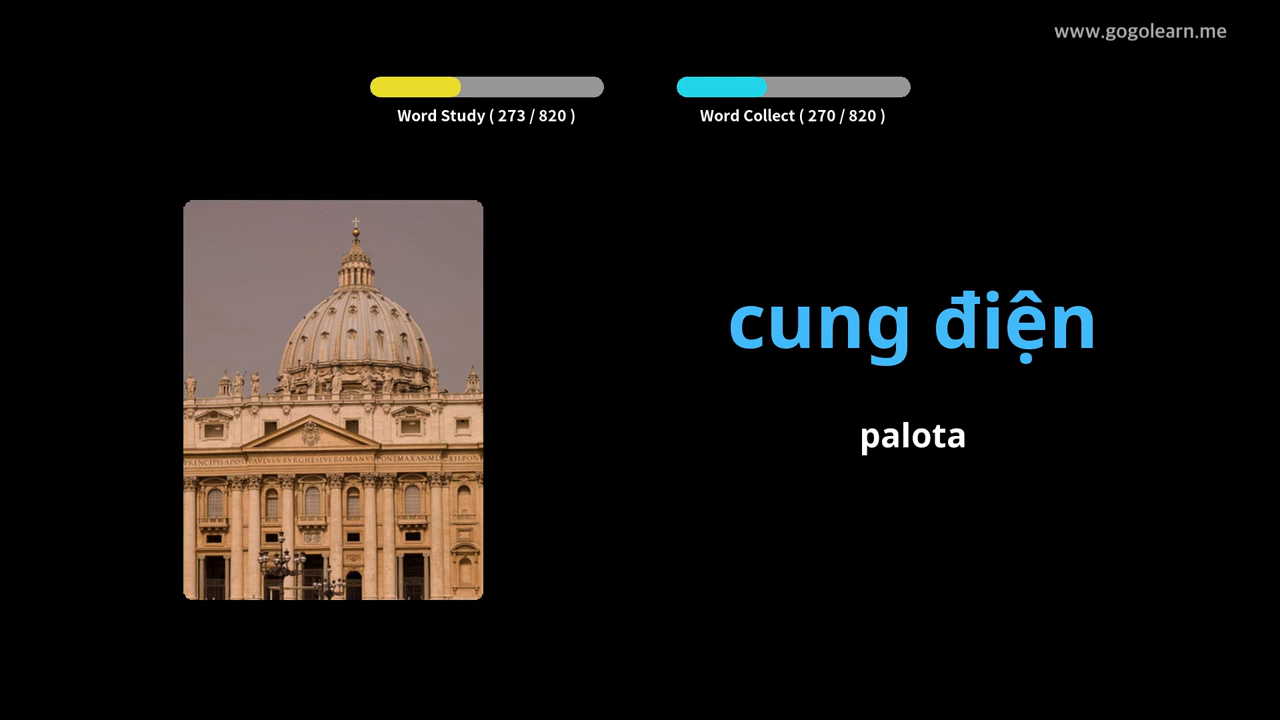 www.gogolearn.me
Word Study ( 273 / 820 )
Word Collect ( 270 / 820 )
cung điện
palota